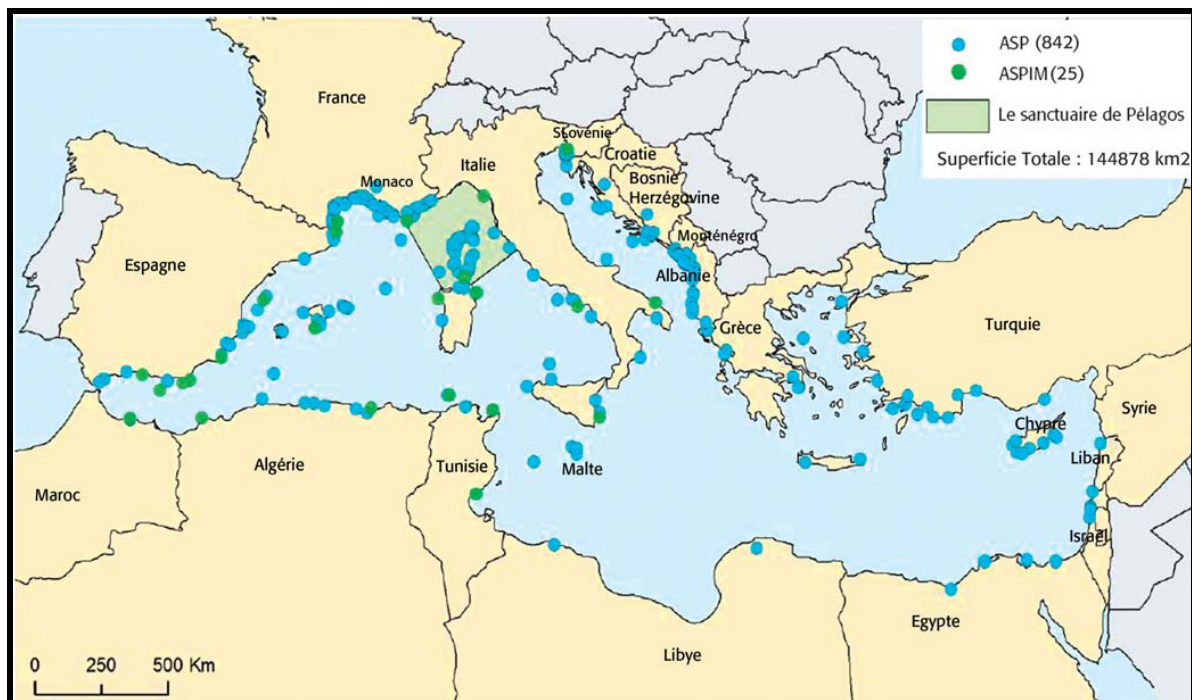 ASP (842)
ASPIM (25)
Le sanctuaire de Pélagos
Superficie Totale : 144878 km2
France
Slovénie
Italie
Croatie
Monaco
Bosnie
Herzégovine
Monténégro
Espagne
Albanie
Grèce
Turquie
Syrie
Chypre
Liban
Algérie
Tunisie
Malte
Maroc
Israël
Egypte
Libye
0 250 500 Km